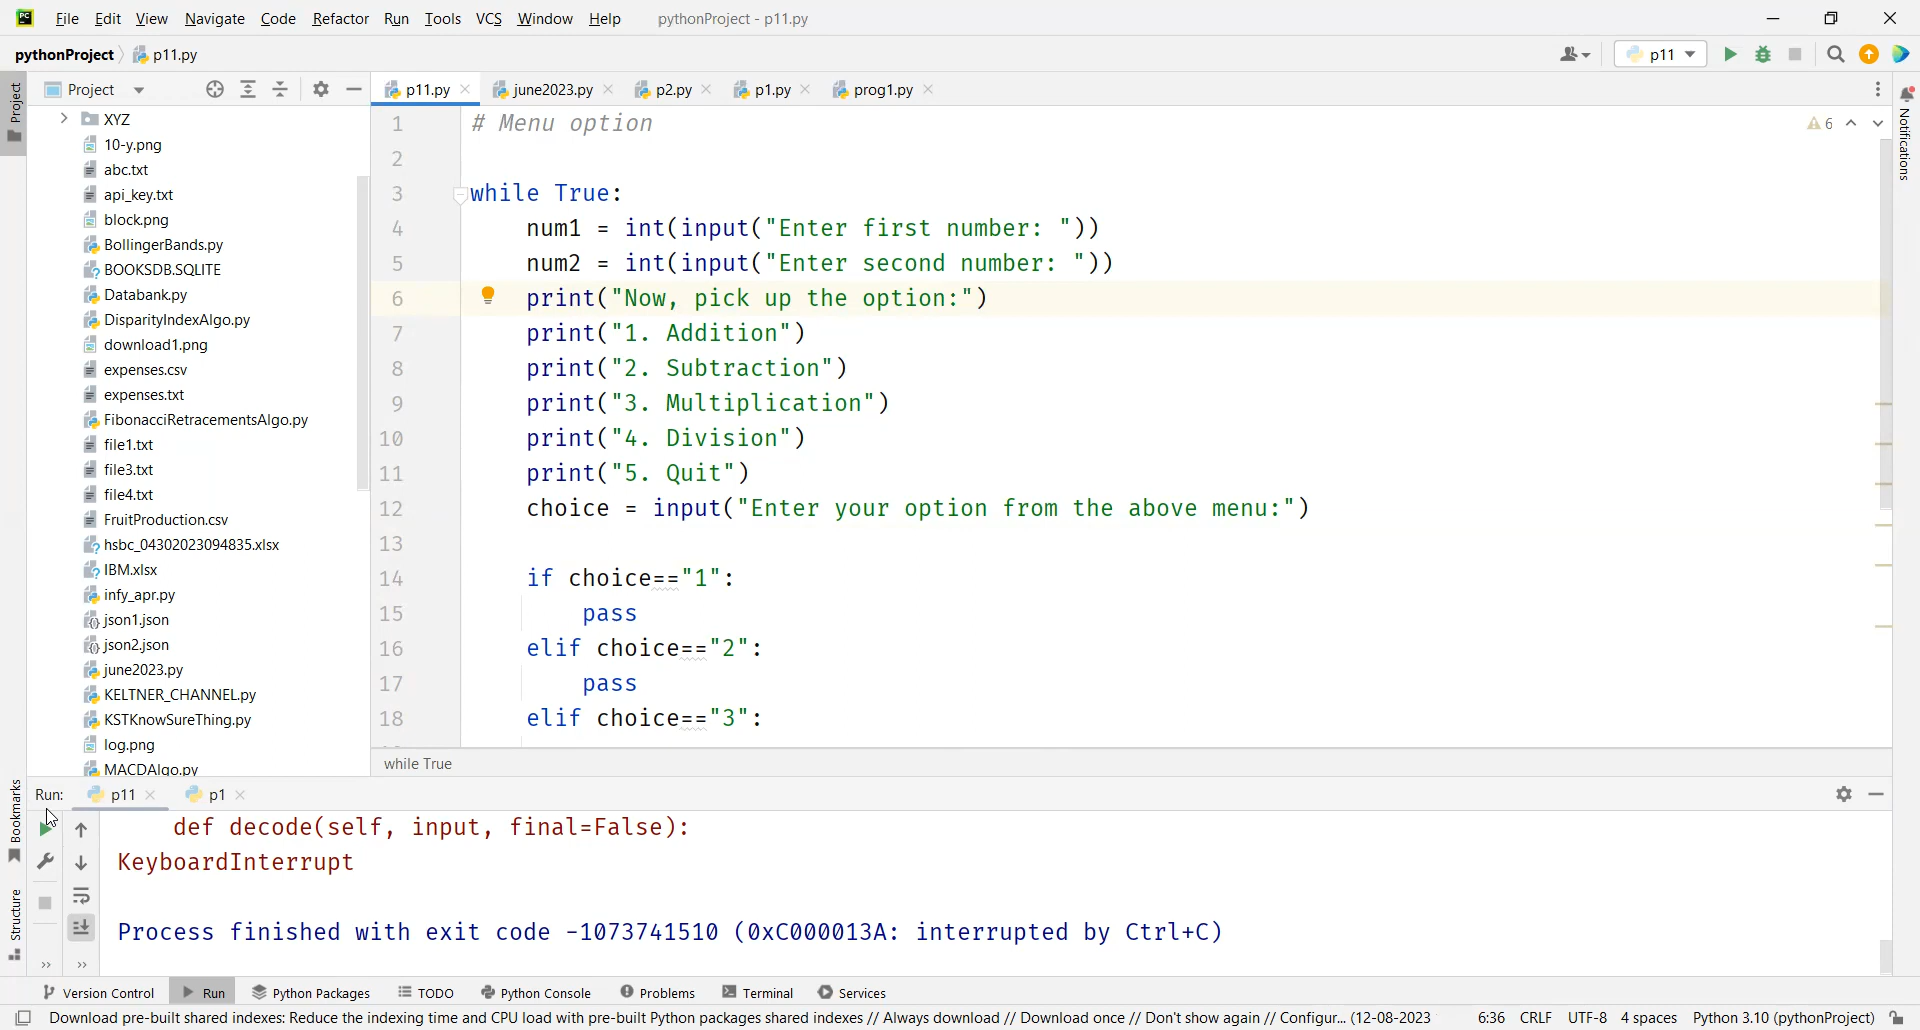 File Edit View Navigate Code Refactor Run Tools VCS Window Help pythonProject - p11.py
pythonProject p11.py p11
Project
p11.py june2023.py p2.py p1.py prog1.py
Project
Bookmarks
Structure
Notifications
XYZ
10-y.png
abc.txt
api_key.txt
block.png
BollingerBands.py
BOOKSDB.SQLITE
Databank.py
DisparityIndexAlgo.py
download1.png
expenses.csv
expenses.txt
FibonacciRetracementsAlgo.py
file1.txt
file3.txt
file4.txt
FruitProduction.csv
hsbc_04302023094835.xlsx
IBM.xlsx
infy_apr.py
json1.json
json2.json
june2023.py
KELTNER_CHANNEL.py
KSTKnowSureThing.py
log.png
MACDAlgo.py
1 # Menu option
6
2
3 while True:
4 num1 = int(input("Enter first number: "))
5 num2 = int(input("Enter second number: "))
6 print("Now, pick up the option:")
7 print("1. Addition")
8 print("2. Subtraction")
9 print("3. Multiplication")
10 print("4. Division")
11 print("5. Quit")
12 choice = input("Enter your option from the above menu:")
13
14 if choice=="1":
15 pass
16 elif choice=="2":
17 pass
18 elif choice=="3":
while True
Run: p11 p1
def decode(self, input, final=False):
KeyboardInterrupt
Process finished with exit code -1073741510 (0xC000013A: interrupted by Ctrl+C)
Version Control Run Python Packages TODO Python Console Problems Terminal Services
Download pre-built shared indexes: Reduce the indexing time and CPU load with pre-built Python packages shared indexes // Always download // Download once // Don't show again // Configur... (12-08-2023 6:36 CRLF UTF-8 4 spaces Python 3.10 (pythonProject)